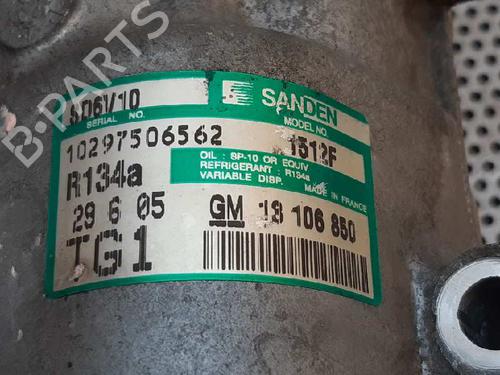 B-PARTS
SD6V10
SERIAL NO.
SANDEN
MODEL NO.
10297506562
1512F
R134a
OIL : SP-10 OR EQUIV
REFRIGERANT : R134a
VARIABLE DISP. MADE IN FRANCE
29 6 05
GM 13 106 850
TG1